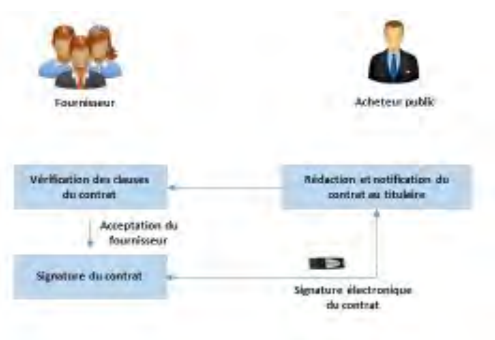 Fournisseur
Acheteur public
Vérification des clauses
du contrat
Rédaction et notification du
contrat au titulaire
Acceptation du
fournisseur
Signature du contrat
Signature électronique
du contrat